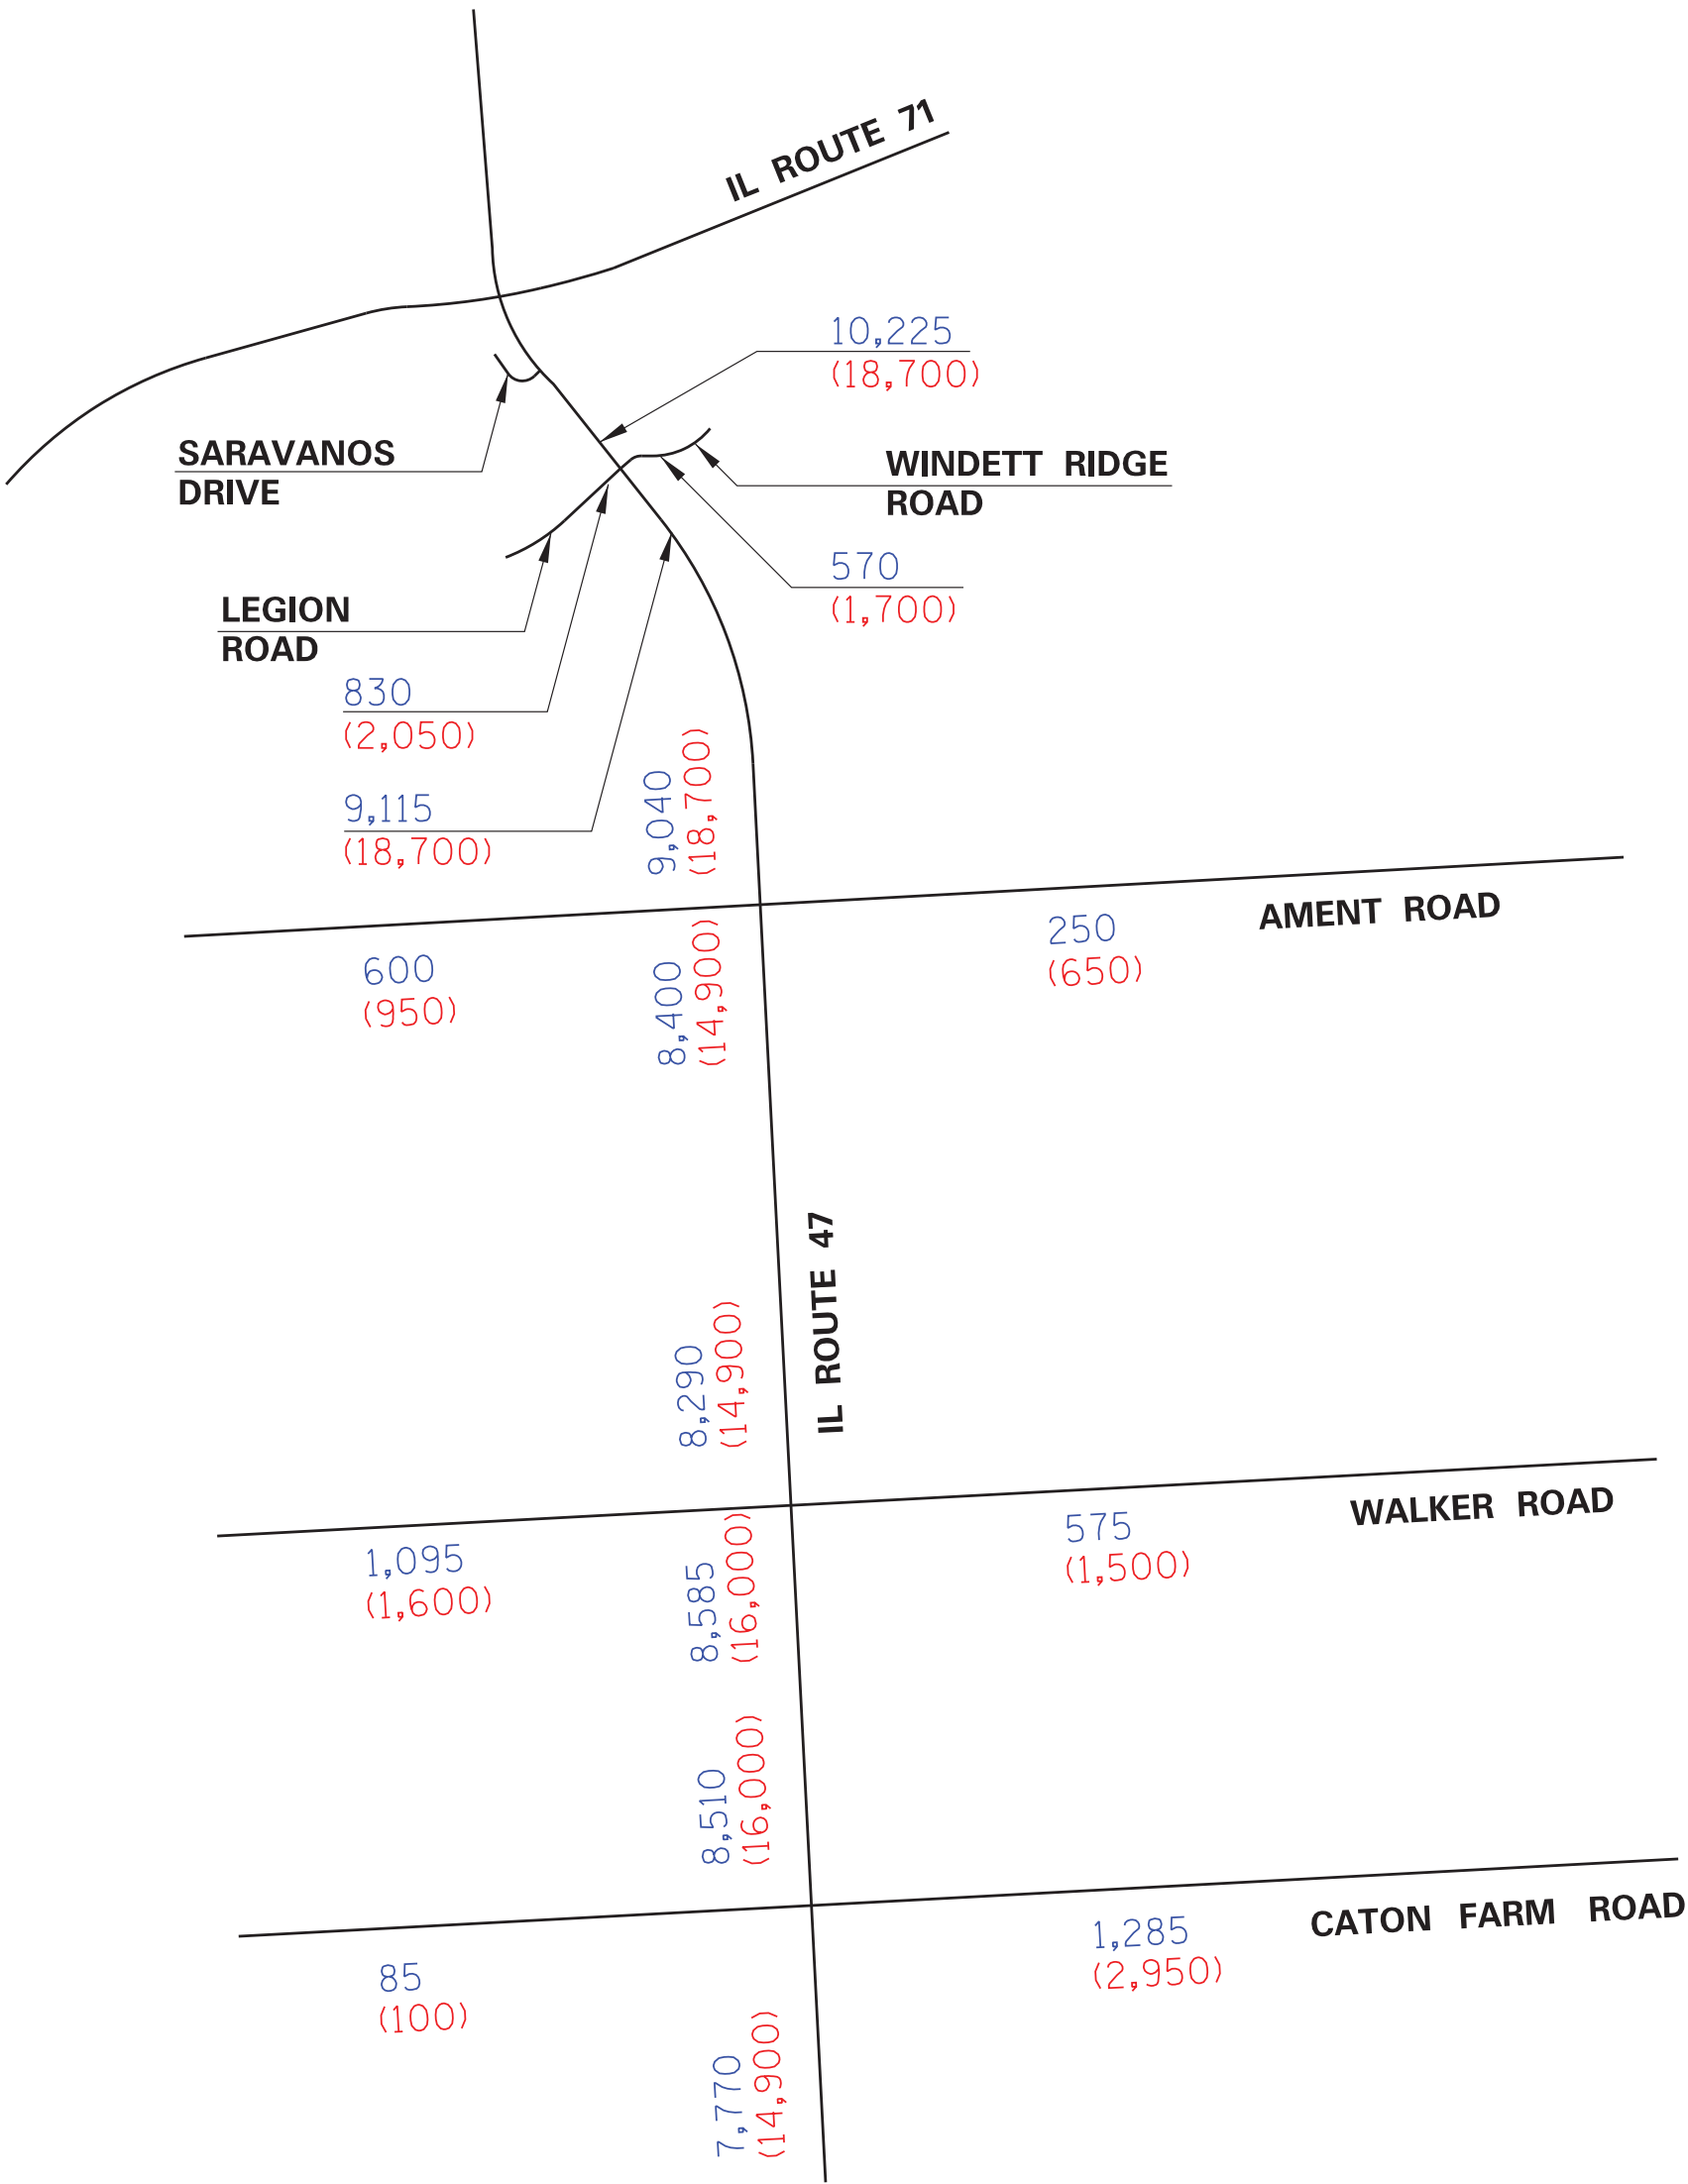 IL ROUTE 71
10,225
(18,700)
SARAVANOS
DRIVE
WINDETT RIDGE
ROAD
570
(1,700)
LEGION
ROAD
830
(2,050)
9,115
(18,700)
9,040
(18,700)
AMENT ROAD
250
(650)
600
(950)
8,400
(14,900)
IL ROUTE 47
8,290
(14,900)
WALKER ROAD
575
(1,500)
1,095
(1,600)
8,585
(16,000)
8,510
(16,000)
CATON FARM ROAD
1,285
(2,950)
85
(100)
7,770
(14,900)